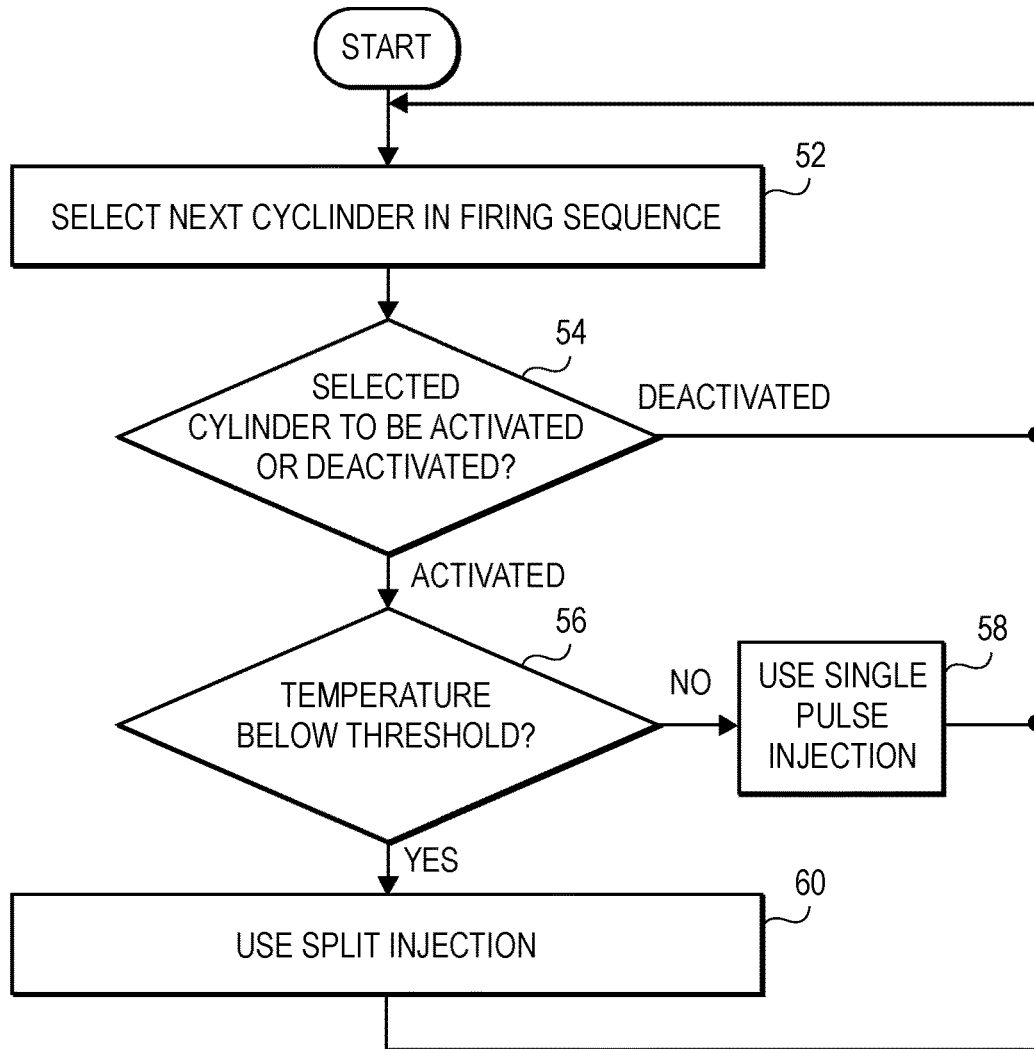 START
52
SELECT NEXT CYCLINDER IN FIRING SEQUENCE
54
SELECTED
CYLINDER TO BE ACTIVATED
OR DEACTIVATED?
DEACTIVATED
ACTIVATED
56
TEMPERATURE
BELOW THRESHOLD?
NO
58
USE SINGLE
PULSE
INJECTION
YES
60
USE SPLIT INJECTION